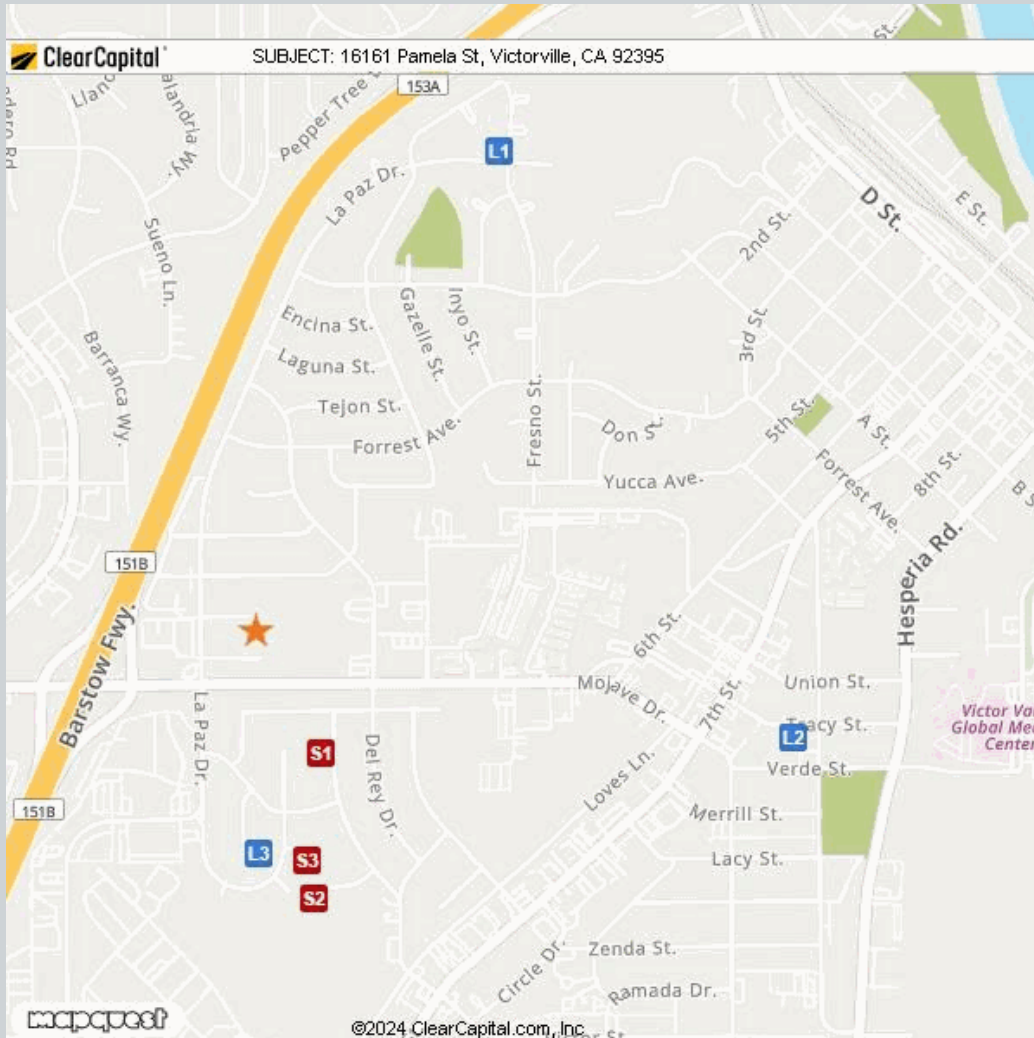 ClearCapital
SUBJECT: 16161 Pamela St, Victorville, CA 92395
153A
Pepper Tree
Sueno Ln.
La Paz Dr.
L1
D St.
E St.
2nd St.
Encina St.
Inyo St.
Gazelle St.
Laguna St.
3rd St.
Barranca Wy.
Tejon St.
Fresno St.
Forrest Ave.
Don St.
5th St.
A St.
Yucca Ave.
Forrest Ave.
8th St.
151B
Hesperia Rd.
Barstow Fwy.
6th St.
Mojave Dr.
Union St.
7th St.
La Paz Dr.
Tracy St.
L2
Victor Va
Global Me
Center
S1
Del Rey Dr.
Verde St.
Loves Ln.
151B
Merrill St.
L3
S3
Lacy St.
S2
Zenda St.
Circle Dr.
Ramada Dr.
mapquest
©2024 ClearCapital.com, Inc